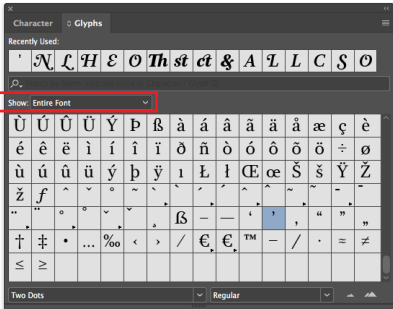 Character ◇ Glyphs
Recently Used:
' N L H E O Th st ct & A T L C S O
Show: Entire Font
Ù Ú Û Ü Ý Þ ß à á â ã ä å æ ç è
é ê ë ì í î ï ð ñ ò ó ô õ ö ÷ ø
ù ú û ü ý þ ÿ ı Ł ł Œ œ Š š Ÿ Ž
ž ƒ ˆ ˇ ˚ ~
ẞ – — ‘ ’ ‚ “ ” „
† ‡ • … ‰ ‹ › ⁄ € € ™ − ∕ · ≈ ≠
≤ ≥
Two Dots Regular